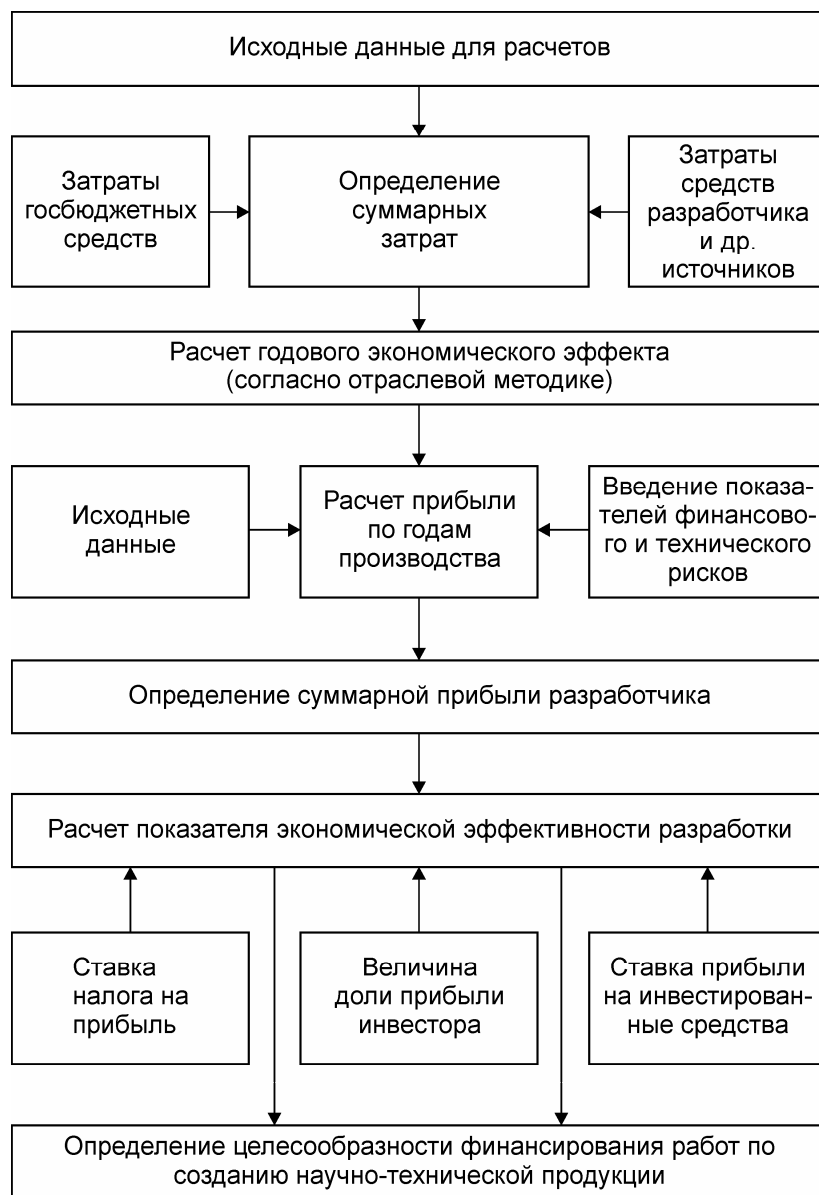 Исходные данные для расчетов
Затраты
госбюджетных
средств
Определение
суммарных
затрат
Затраты
средств
разработчика
и др.
источников
Расчет годового экономического эффекта
(согласно отраслевой методике)
Исходные
данные
Расчет прибыли
по годам
производства
Введение показа-
телей финансово-
го и технического
рисков
Определение суммарной прибыли разработчика
Расчет показателя экономической эффективности разработки
Ставка
налога на
прибыль
Величина
доли прибыли
инвестора
Ставка прибыли
на инвестирован-
ные средства
Определение целесообразности финансирования работ по
созданию научно-технической продукции